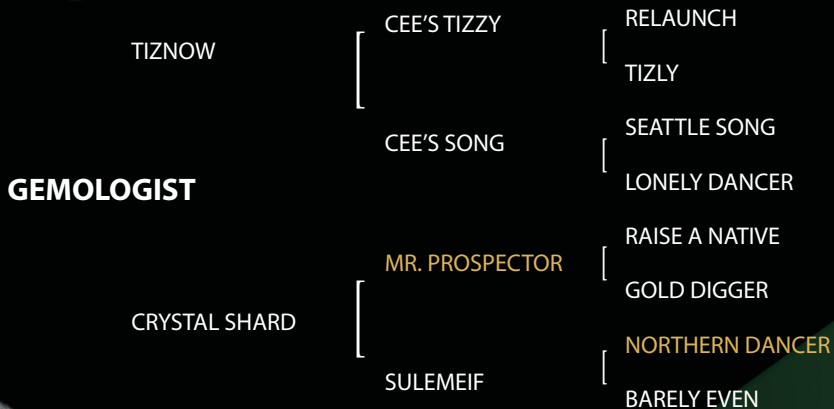 RELAUNCH
CEE'S TIZZY
TIZNOW
TIZLY
SEATTLE SONG
CEE'S SONG
LONELY DANCER
GEMOLOGIST
RAISE A NATIVE
MR. PROSPECTOR
GOLD DIGGER
CRYSTAL SHARD
NORTHERN DANCER
SULEMEIF
BARELY EVEN